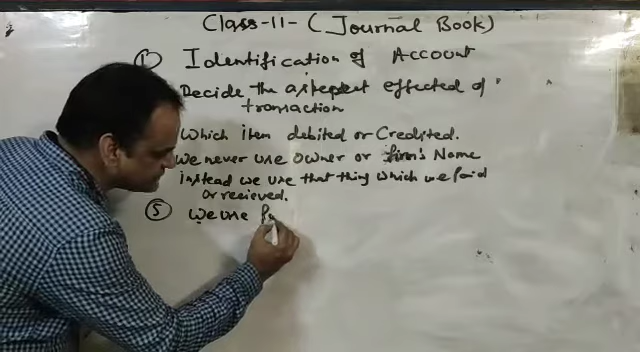 Class-11-(Journal Book)
① Identification of Account
Decide the effected of
transaction
Which item debited or Credited.
We never use owner or firm's Name
instead we use that thing which we Paid
or recieved.
⑤ We use